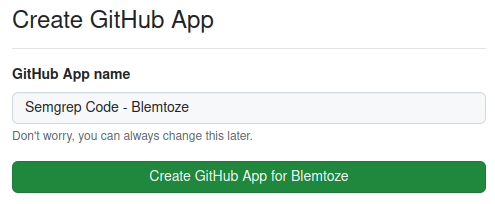 Create GitHub App
GitHub App name
Semgrep Code - Blemtoze
Don't worry, you can always change this later.
Create GitHub App for Blemtoze